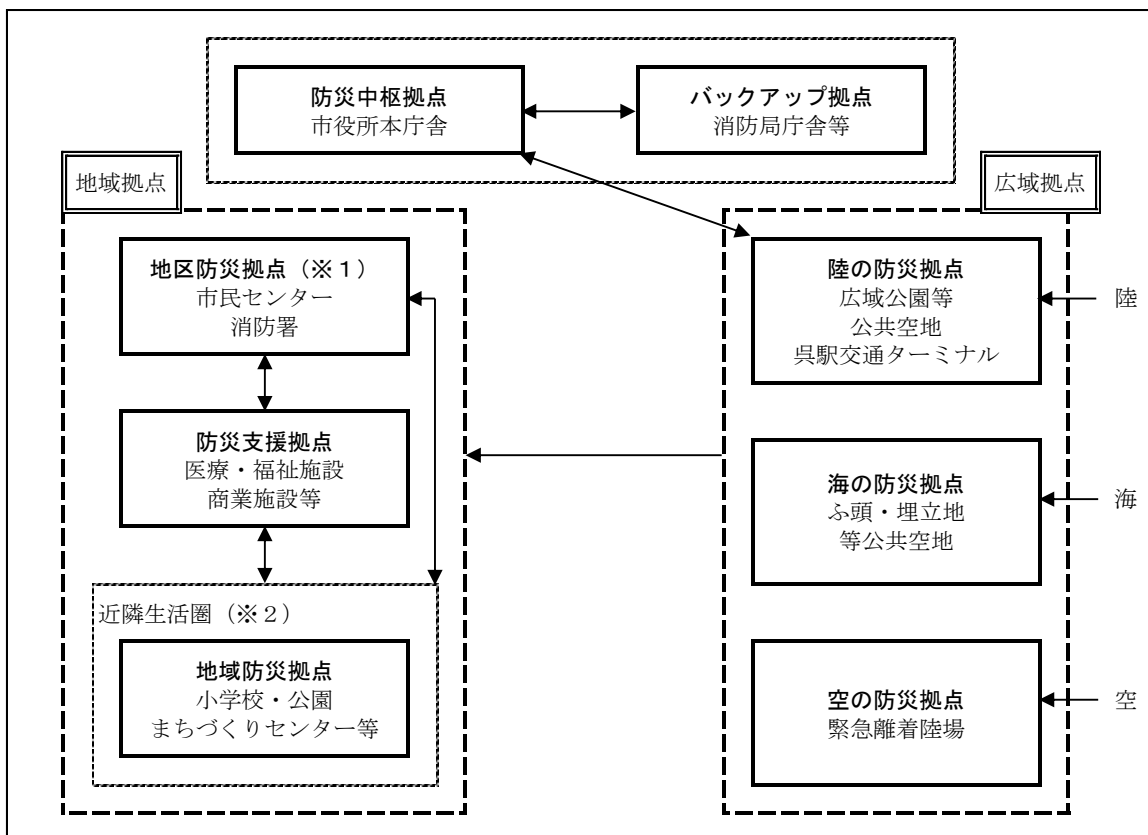 防災中枢拠点
市役所本庁舎
バックアップ拠点
消防局庁舎等
地域拠点
地区防災拠点（※１）
市民センター
消防署
防災支援拠点
医療・福祉施設
商業施設等
近隣生活圏（※２）
地域防災拠点
小学校・公園
まちづくりセンター等
広域拠点
陸の防災拠点
広域公園等
公共空地
呉駅交通ターミナル
陸
海の防災拠点
ふ頭・埋立地
等公共空地
海
空の防災拠点
緊急離着陸場
空